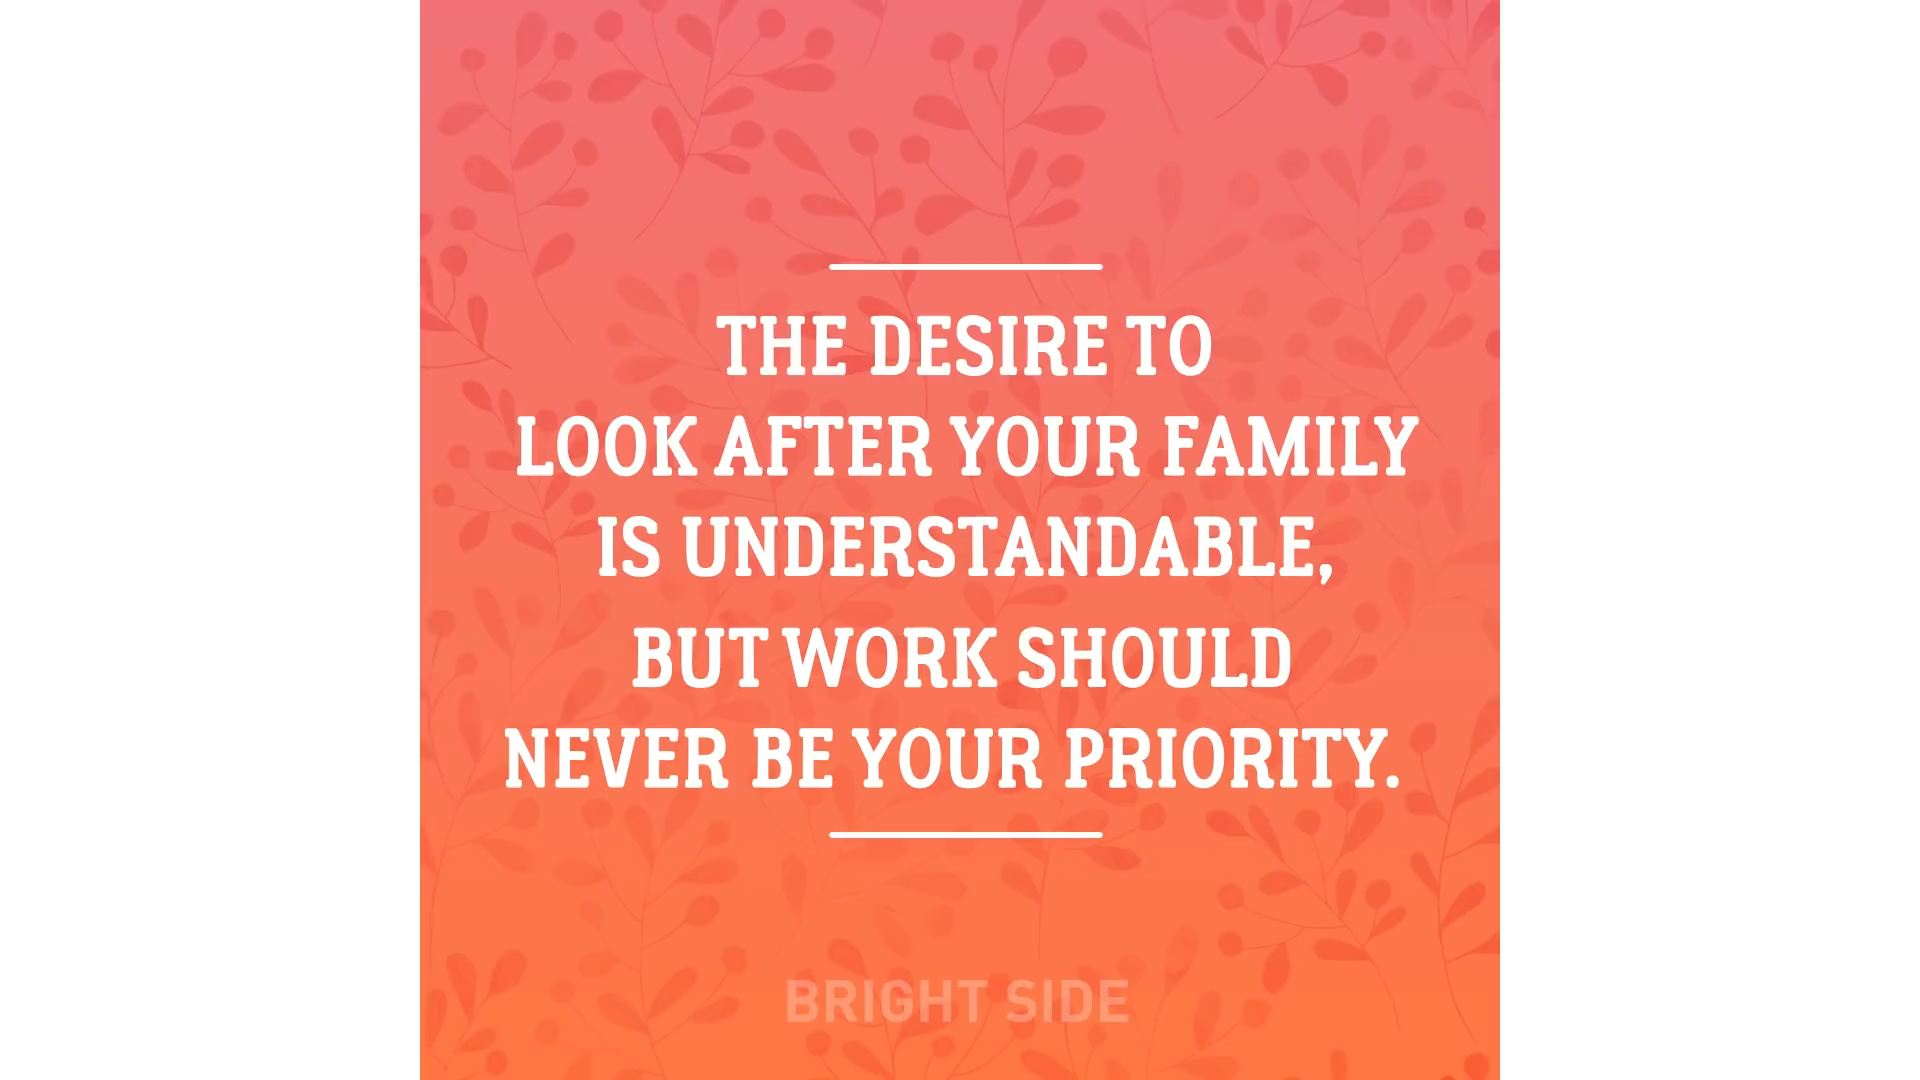 THE DESIRE TO
LOOK AFTER YOUR FAMILY
IS UNDERSTANDABLE,
BUT WORK SHOULD
NEVER BE YOUR PRIORITY.
BRIGHT SIDE